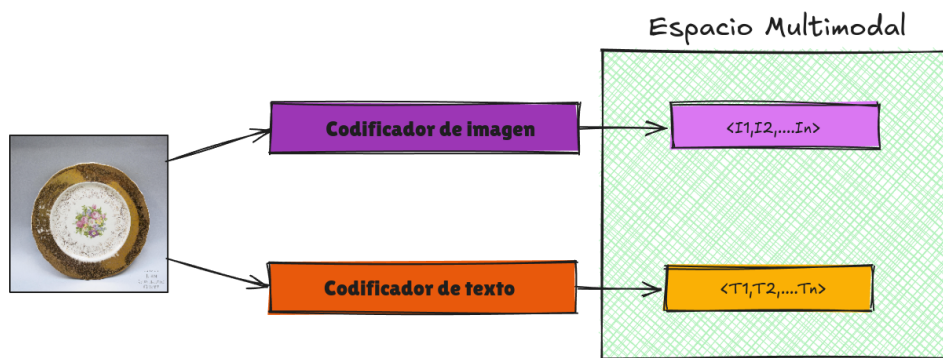 Espacio Multimodal
Codificador de imagen
<I1,I2,....In>
Codificador de texto
<T1,T2,....Tn>